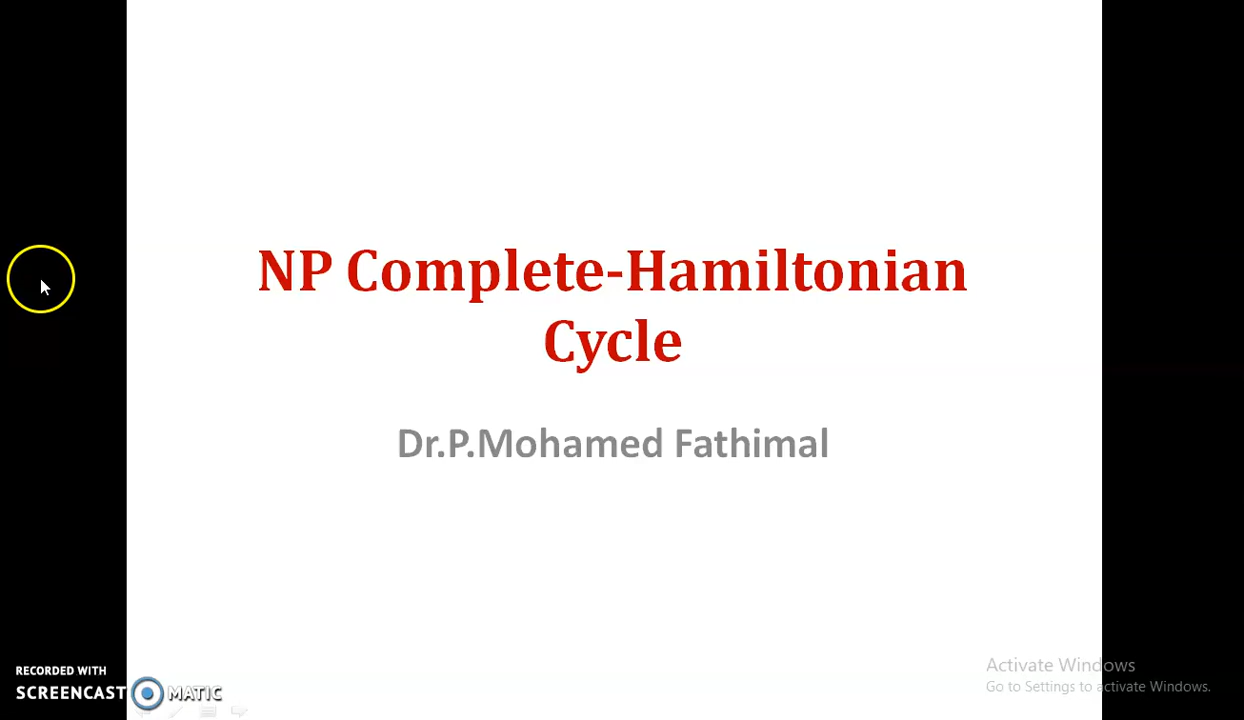 NP Complete-Hamiltonian
Cycle
Dr.P.Mohamed Fathimal
RECORDED WITH
SCREENCAST MATIC
Activate Windows
Go to Settings to activate Windows.